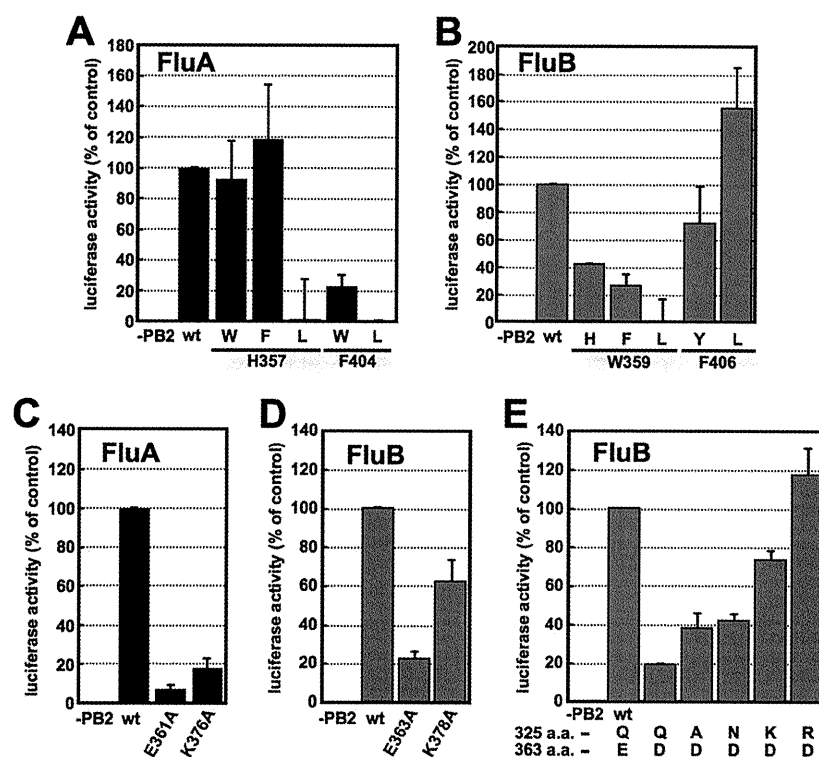 A
FluA
luciferase activity (% of control)
180
160
140
120
100
80
60
40
20
0
-PB2 wt W F L W L
H357 F404
B
FluB
luciferase activity (% of control)
200
180
160
140
120
100
80
60
40
20
0
-PB2 wt H F L Y L
W359 F406
C
FluA
luciferase activity (% of control)
140
120
100
80
60
40
20
0
-PB2 wt E361A K376A
D
FluB
luciferase activity (% of control)
140
120
100
80
60
40
20
0
-PB2 wt E363A K378A
E
FluB
luciferase activity (% of control)
140
120
100
80
60
40
20
0
-PB2 wt
325 a.a. – Q Q A N K R
363 a.a. – E D D D D D